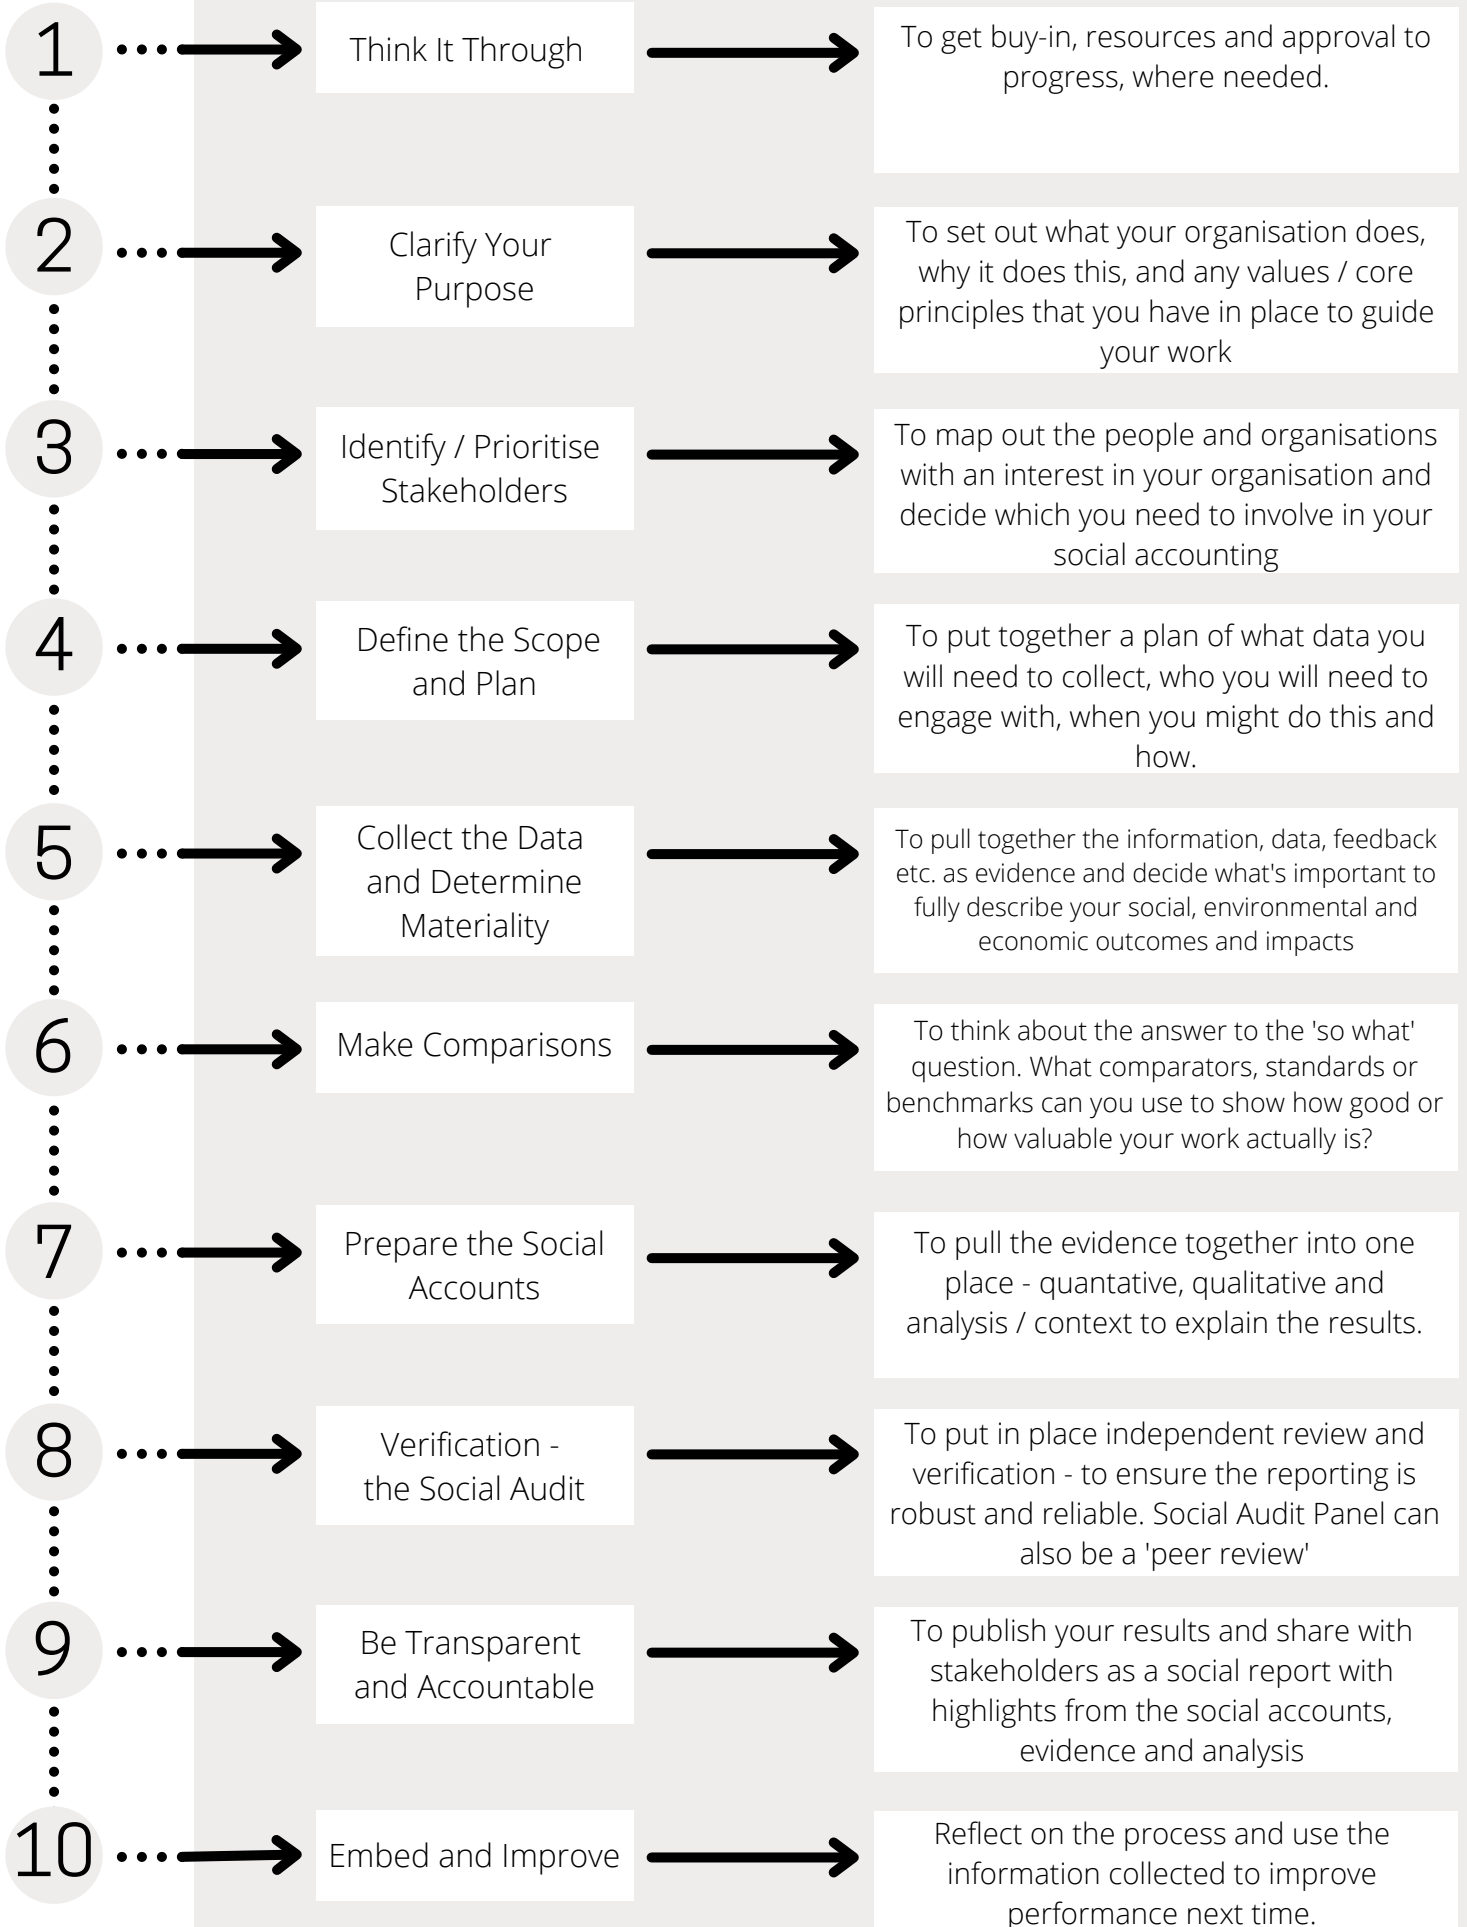 1
Think It Through
To get buy-in, resources and approval to
progress, where needed.
2
Clarify Your
Purpose
To set out what your organisation does,
why it does this, and any values / core
principles that you have in place to guide
your work
3
Identify / Prioritise
Stakeholders
To map out the people and organisations
with an interest in your organisation and
decide which you need to involve in your
social accounting
4
Define the Scope
and Plan
To put together a plan of what data you
will need to collect, who you will need to
engage with, when you might do this and
how.
5
Collect the Data
and Determine
Materiality
To pull together the information, data, feedback
etc. as evidence and decide what's important to
fully describe your social, environmental and
economic outcomes and impacts
6
Make Comparisons
To think about the answer to the 'so what'
question. What comparators, standards or
benchmarks can you use to show how good or
how valuable your work actually is?
7
Prepare the Social
Accounts
To pull the evidence together into one
place - quantative, qualitative and
analysis / context to explain the results.
8
Verification -
the Social Audit
To put in place independent review and
verification - to ensure the reporting is
robust and reliable. Social Audit Panel can
also be a 'peer review'
9
Be Transparent
and Accountable
To publish your results and share with
stakeholders as a social report with
highlights from the social accounts,
evidence and analysis
10
Embed and Improve
Reflect on the process and use the
information collected to improve
performance next time.